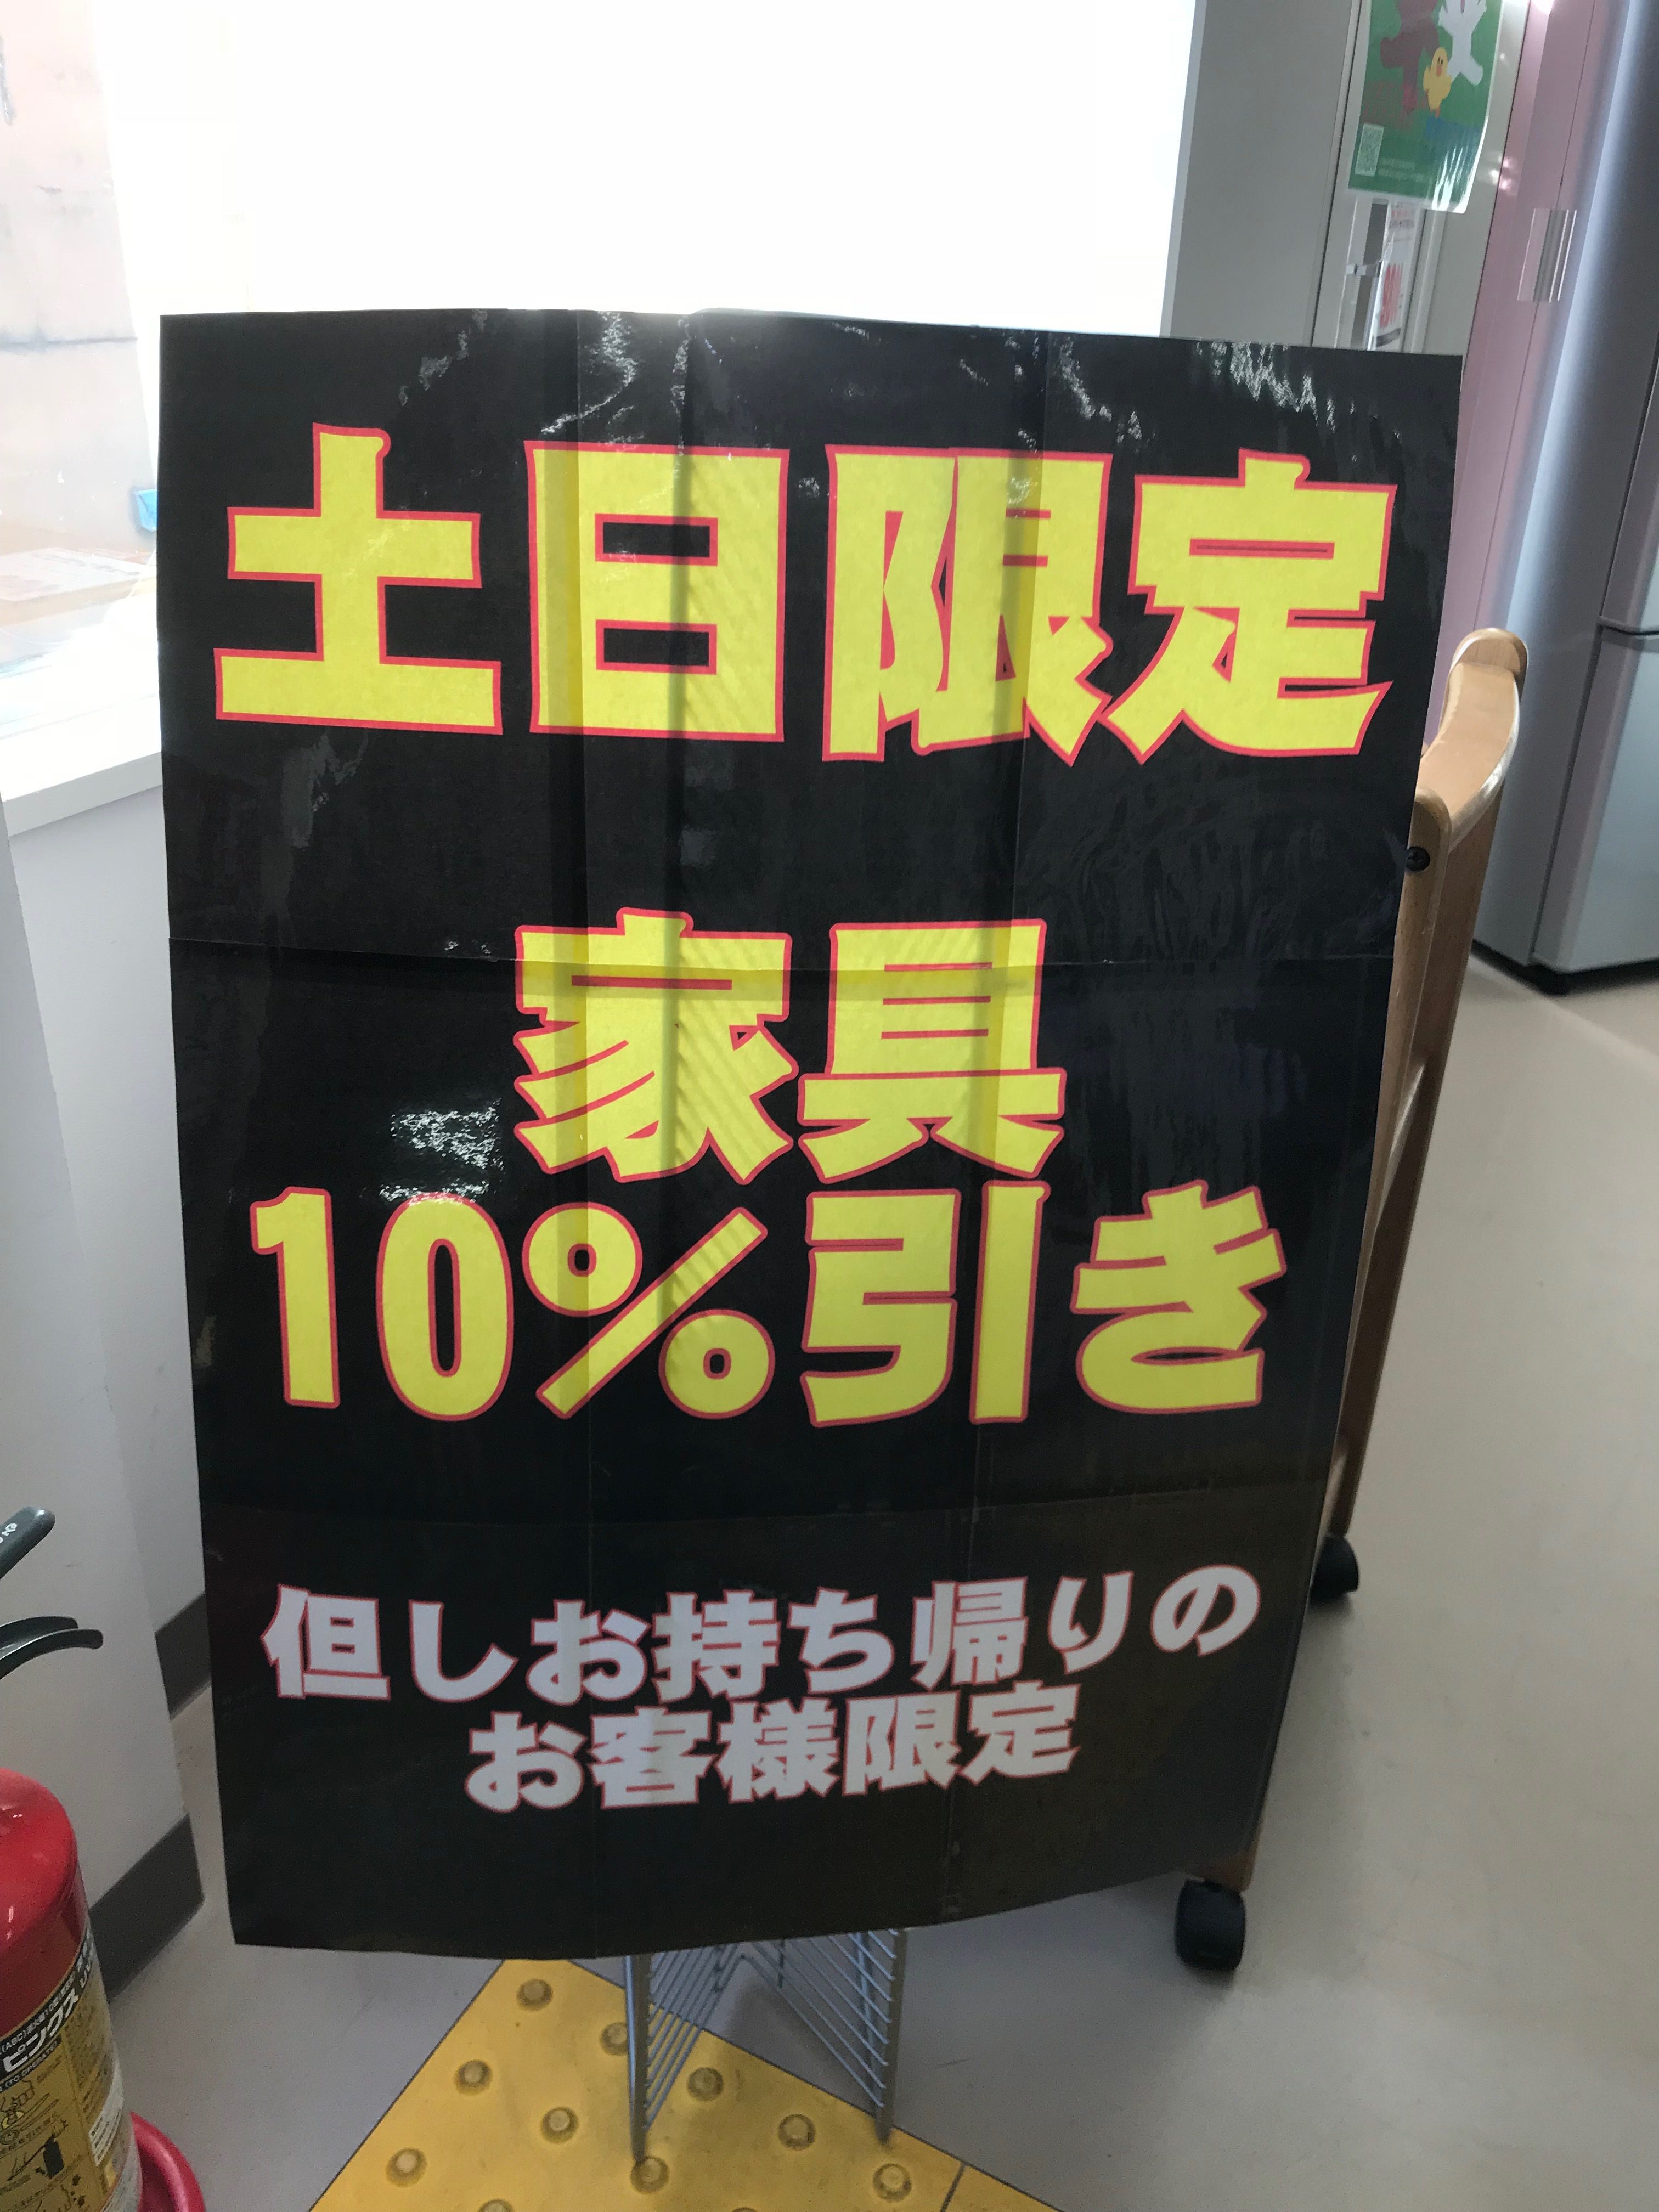 土日限定
家具
10%引き
但しお持ち帰りの
お客様限定